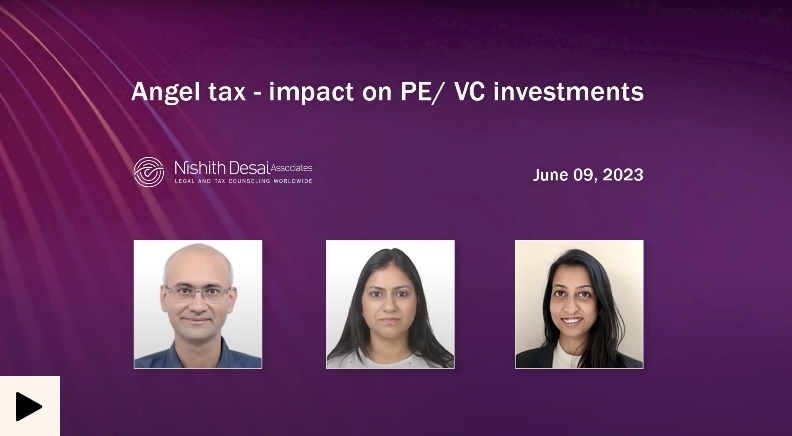 Angel tax - impact on PE/ VC investments
Nishith Desai Associates
LEGAL AND TAX COUNSELING WORLDWIDE
June 09, 2023